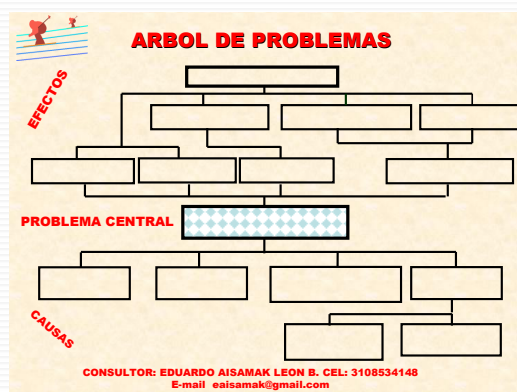 ARBOL DE PROBLEMAS
EFECTOS
PROBLEMA CENTRAL
CAUSAS
CONSULTOR: EDUARDO AISAMAK LEON B. CEL: 3108534148
E-mail eaisamak@gmail.com